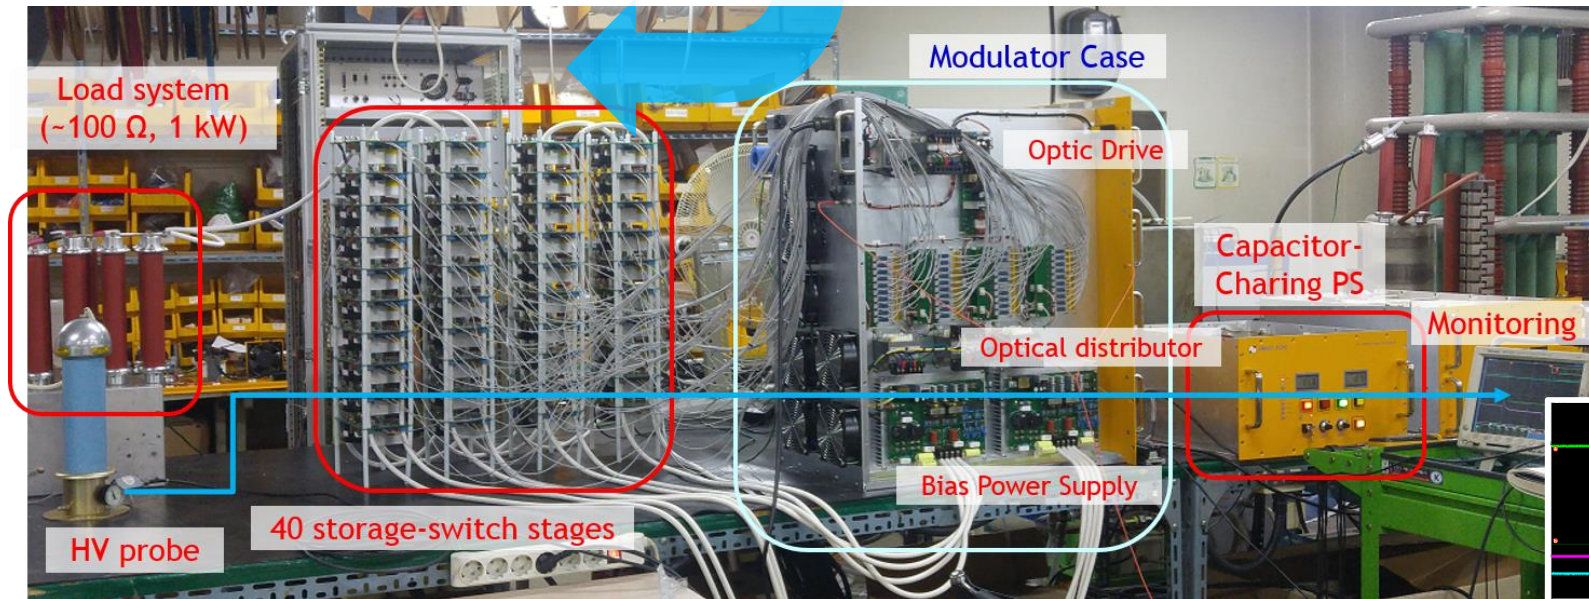 Load system
(~100 Ω, 1 kW)
Modulator Case
Optic Drive
Capacitor-
Charing PS
Monitoring
Optical distributor
Bias Power Supply
40 storage-switch stages
HV probe
K